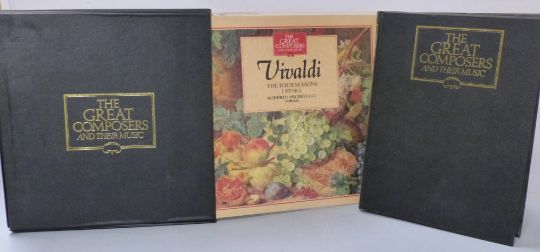 THE
GREAT
COMPOSERS
AND THEIR MUSIC
THE
GREAT
COMPOSERS
AND THEIR MUSIC
Vivaldi
THE FOUR SEASONS
THE
GREAT
COMPOSERS
AND THEIR MUSIC